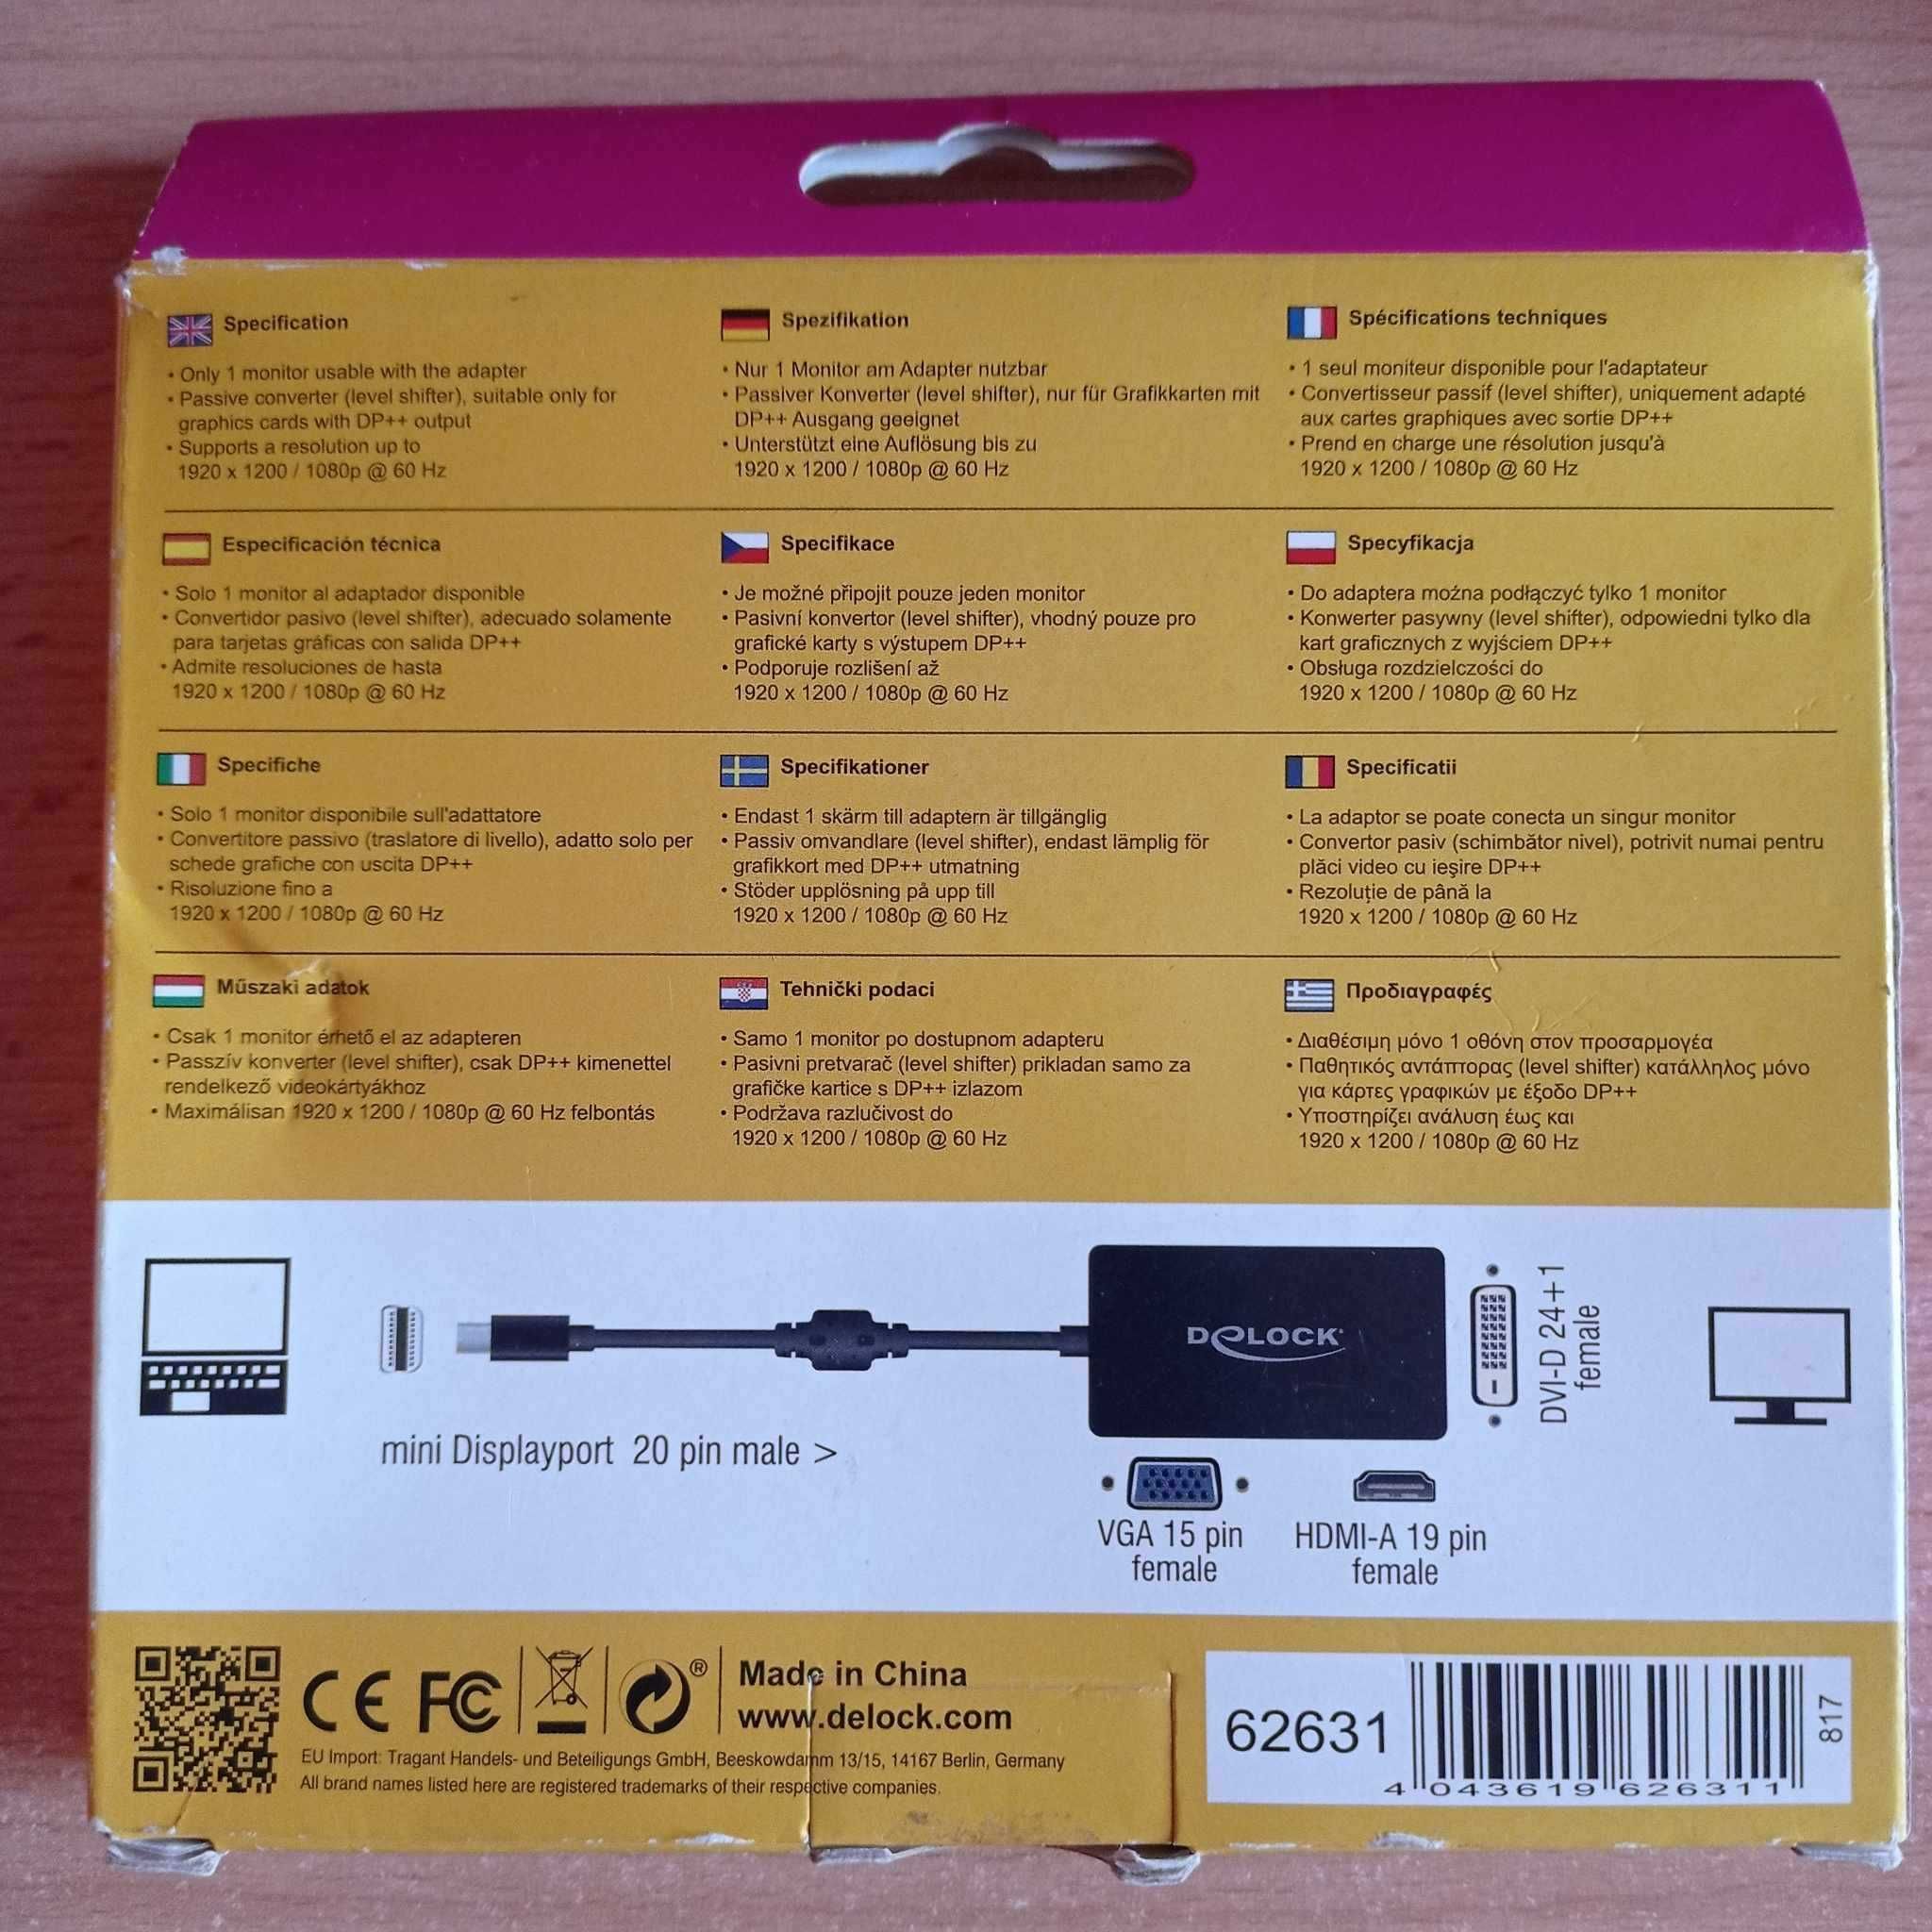 Specification
• Only 1 monitor usable with the adapter
• Passive converter (level shifter), suitable only for
graphics cards with DP++ output
• Supports a resolution up to
1920 x 1200 / 1080p @ 60 Hz
Spezifikation
• Nur 1 Monitor am Adapter nutzbar
• Passiver Konverter (level shifter), nur für Grafikkarten mit
DP++ Ausgang geeignet
• Unterstützt eine Auflösung bis zu
1920 x 1200 / 1080p @ 60 Hz
Spécifications techniques
• 1 seul moniteur disponible pour l'adaptateur
• Convertisseur passif (level shifter), uniquement adapté
aux cartes graphiques avec sortie DP++
• Prend en charge une résolution jusqu'à
1920 x 1200 / 1080p @ 60 Hz
Especificación técnica
• Solo 1 monitor al adaptador disponible
• Convertidor pasivo (level shifter), adecuado solamente
para tarjetas gráficas con salida DP++
• Admite resoluciones de hasta
1920 x 1200 / 1080p @ 60 Hz
Specifikace
• Je možné připojit pouze jeden monitor
• Pasivní konvertor (level shifter), vhodný pouze pro
grafické karty s výstupem DP++
• Podporuje rozlišení až
1920 x 1200 / 1080p @ 60 Hz
Specyfikacja
• Do adaptera można podłączyć tylko 1 monitor
• Konwerter pasywny (level shifter), odpowiedni tylko dla
kart graficznych z wyjściem DP++
• Obsługa rozdzielczości do
1920 x 1200 / 1080p @ 60 Hz
Specifiche
• Solo 1 monitor disponibile sull'adattatore
• Convertitore passivo (traslatore di livello), adatto solo per
schede grafiche con uscita DP++
• Risoluzione fino a
1920 x 1200 / 1080p @ 60 Hz
Specifikationer
• Endast 1 skärm till adaptern är tillgänglig
• Passiv omvandlare (level shifter), endast lämplig för
grafikkort med DP++ utmatning
• Stöder upplösning på upp till
1920 x 1200 / 1080p @ 60 Hz
Specificatii
• La adaptor se poate conecta un singur monitor
• Convertor pasiv (schimbător nivel), potrivit numai pentru
plăci video cu ieşire DP++
• Rezoluţie de până la
1920 x 1200 / 1080p @ 60 Hz
Műszaki adatok
• Csak 1 monitor érhető el az adapteren
• Passzív konverter (level shifter), csak DP++ kimenettel
rendelkező videokártyákhoz
• Maximálisan 1920 x 1200 / 1080p @ 60 Hz felbontás
Tehnički podaci
• Samo 1 monitor po dostupnom adapteru
• Pasivni pretvarač (level shifter) prikladan samo za
grafičke kartice s DP++ izlazom
• Podržava razlučivost do
1920 x 1200 / 1080p @ 60 Hz
Προδιαγραφές
• Διαθέσιμη μόνο 1 οθόνη στον προσαρμογέα
• Παθητικός αντάπτορας (level shifter) κατάλληλος μόνο
για κάρτες γραφικών με έξοδο DP++
• Υποστηρίζει ανάλυση έως και
1920 x 1200 / 1080p @ 60 Hz
DeLOCK®
DVI-D 24+1
female
mini Displayport 20 pin male >
VGA 15 pin
female
HDMI-A 19 pin
female
CE FC ®
Made in China
www.delock.com
EU Import: Tragant Handels- und Beteiligungs GmbH, Beeskowdamm 13/15, 14167 Berlin, Germany
All brand names listed here are registered trademarks of their respective companies.
62631
4 043619 626311
817